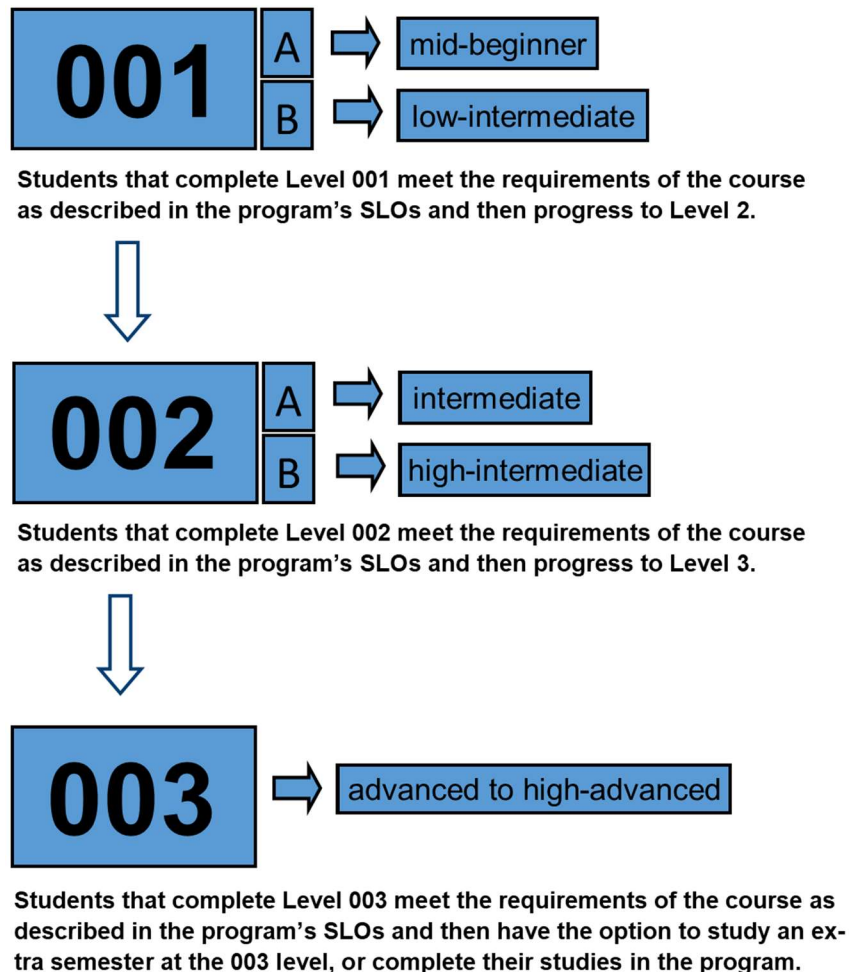 001
A
mid-beginner
B
low-intermediate
Students that complete Level 001 meet the requirements of the course
as described in the program’s SLOs and then progress to Level 2.
002
A
intermediate
B
high-intermediate
Students that complete Level 002 meet the requirements of the course
as described in the program’s SLOs and then progress to Level 3.
003
advanced to high-advanced
Students that complete Level 003 meet the requirements of the course as
described in the program’s SLOs and then have the option to study an ex-
tra semester at the 003 level, or complete their studies in the program.